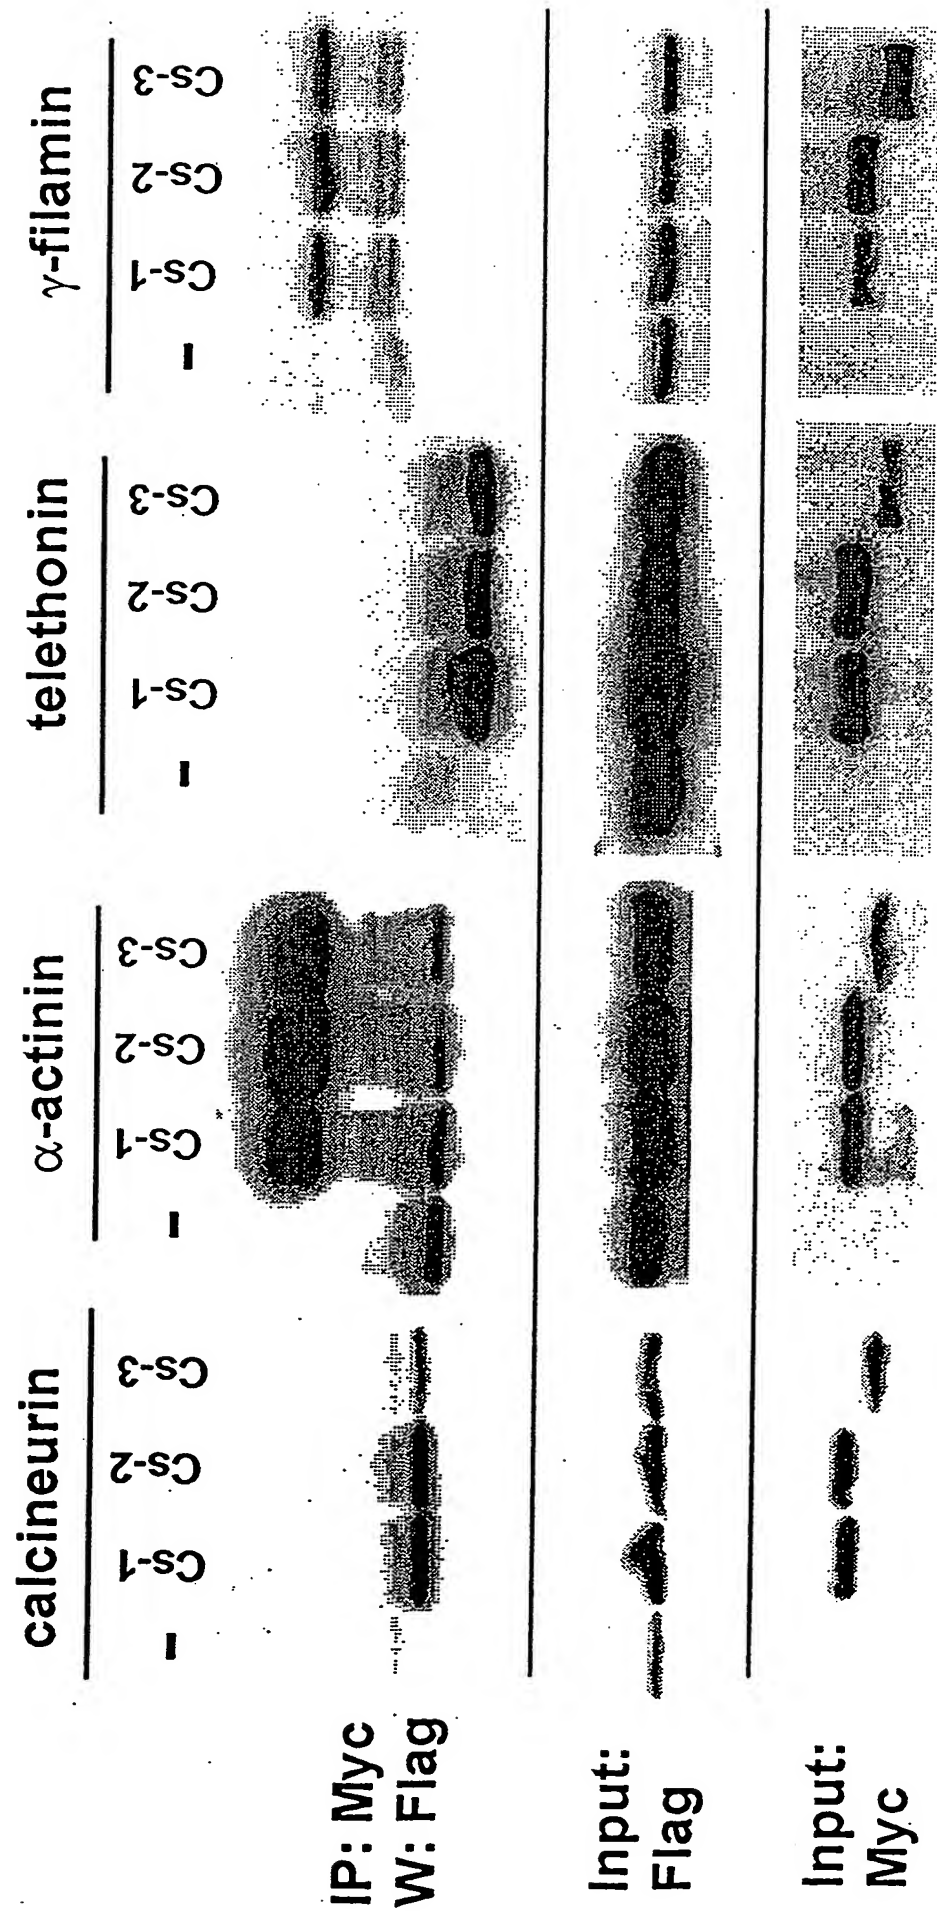 calcineurin
α-actinin
telethonin
γ-filamin
– Cs-1 Cs-2 Cs-3
– Cs-1 Cs-2 Cs-3
– Cs-1 Cs-2 Cs-3
– Cs-1 Cs-2 Cs-3
IP: Myc
W: Flag
Input:
Flag
Input:
Myc